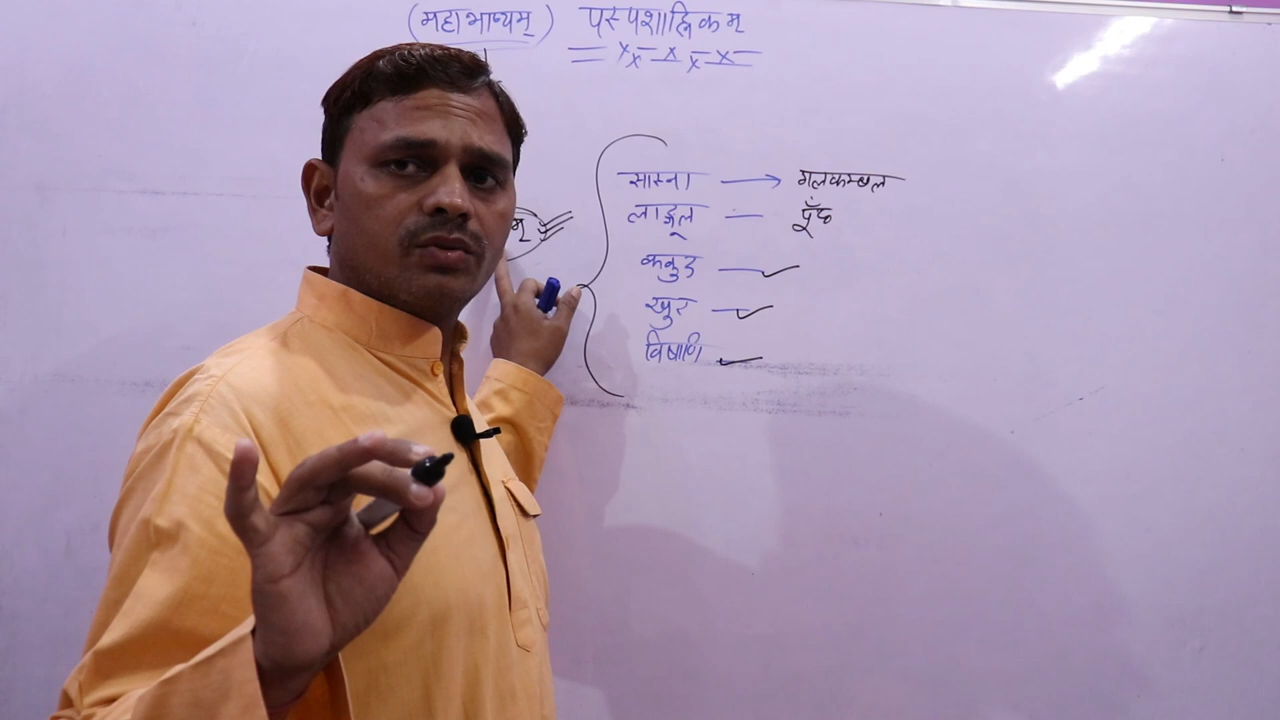 (महाभाष्यम्) पस्पशाह्निकम्
सास्ना → गलकम्बल
लाङ्गूल — पूँछ
ककुद
खुर
विषाणि
म्